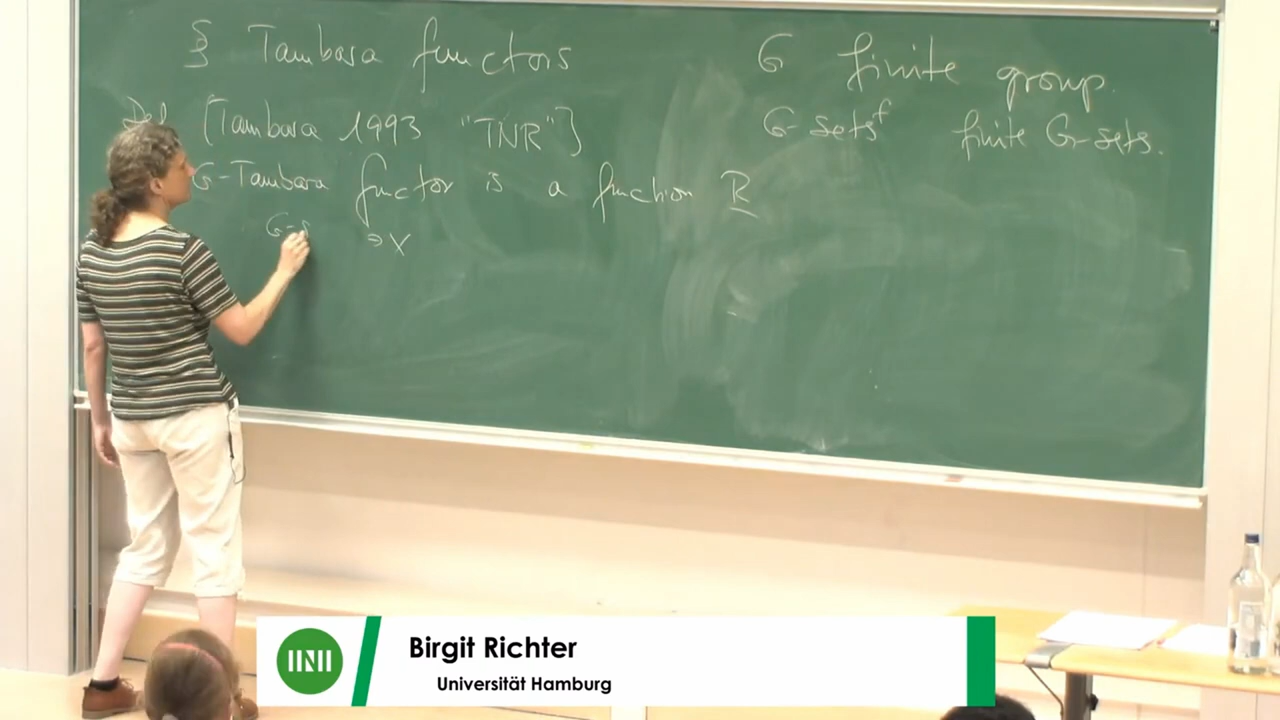 § Tambara functors
G finite group.
Def [Tambara 1993 "TNR"]
G-sets^f finite G-sets.
G-Tambara functor is a function R
G-s ∋ X
Birgit Richter
Universität Hamburg